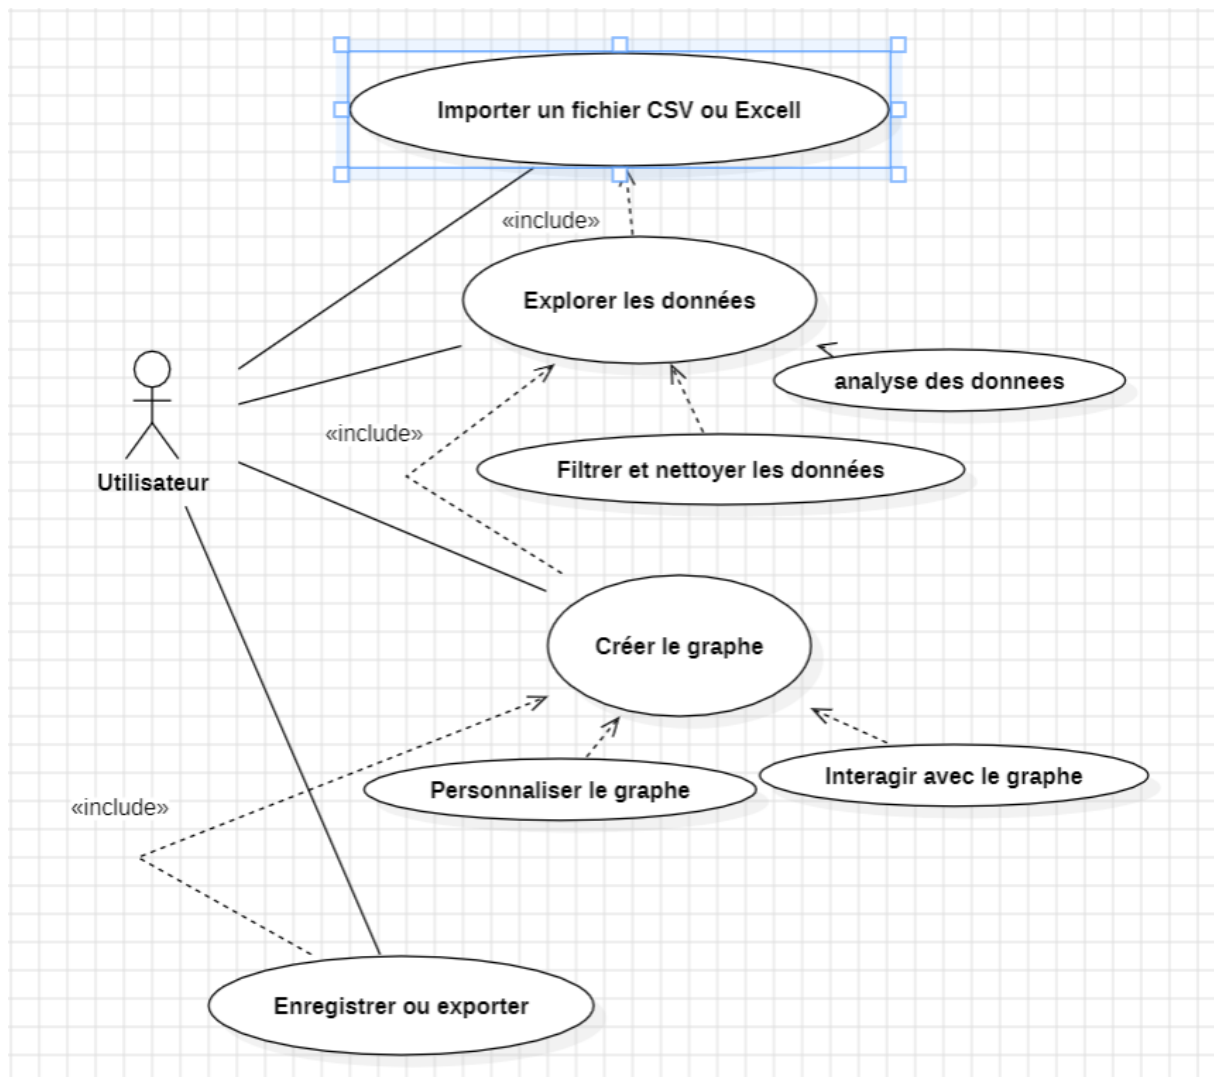 Importer un fichier CSV ou Excell
«include»
Explorer les données
analyse des donnees
«include»
Filtrer et nettoyer les données
Utilisateur
Créer le graphe
Interagir avec le graphe
Personnaliser le graphe
«include»
Enregistrer ou exporter